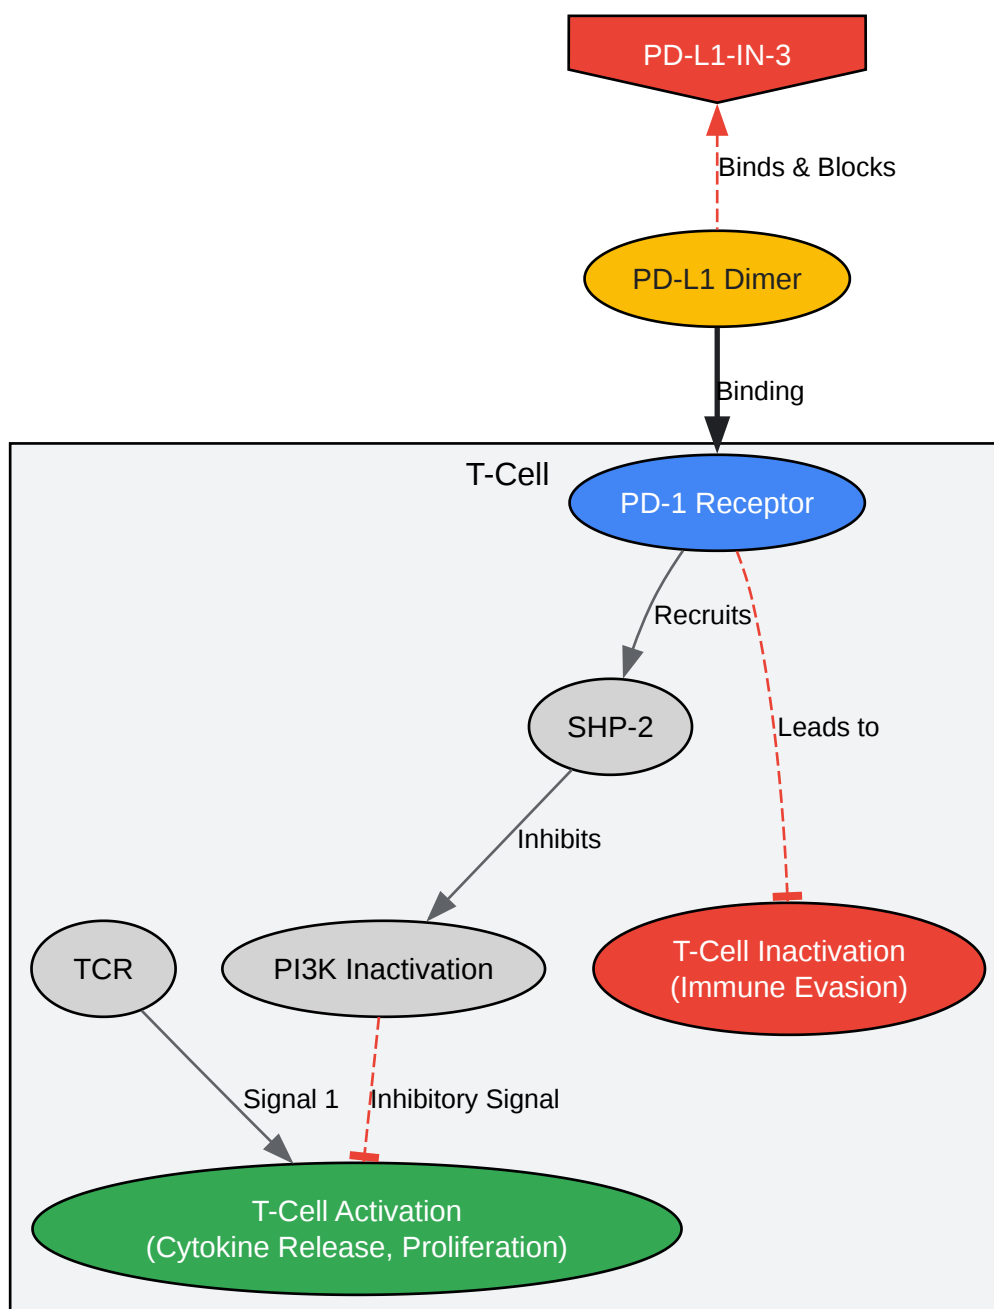 PD-L1-IN-3
Binds & Blocks
PD-L1 Dimer
Binding
T-Cell
PD-1 Receptor
Recruits
SHP-2
Leads to
Inhibits
TCR
PI3K Inactivation
T-Cell Inactivation
(Immune Evasion)
Signal 1
Inhibitory Signal
T-Cell Activation
(Cytokine Release, Proliferation)